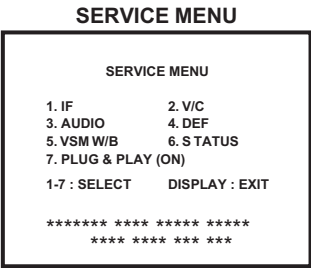 SERVICE MENU
SERVICE MENU
1. IF 2. V/C
3. AUDIO 4. DEF
5. VSM W/B 6. S TATUS
7. PLUG & PLAY (ON)
1-7 : SELECT DISPLAY : EXIT
******* **** ***** *****
**** **** *** ***